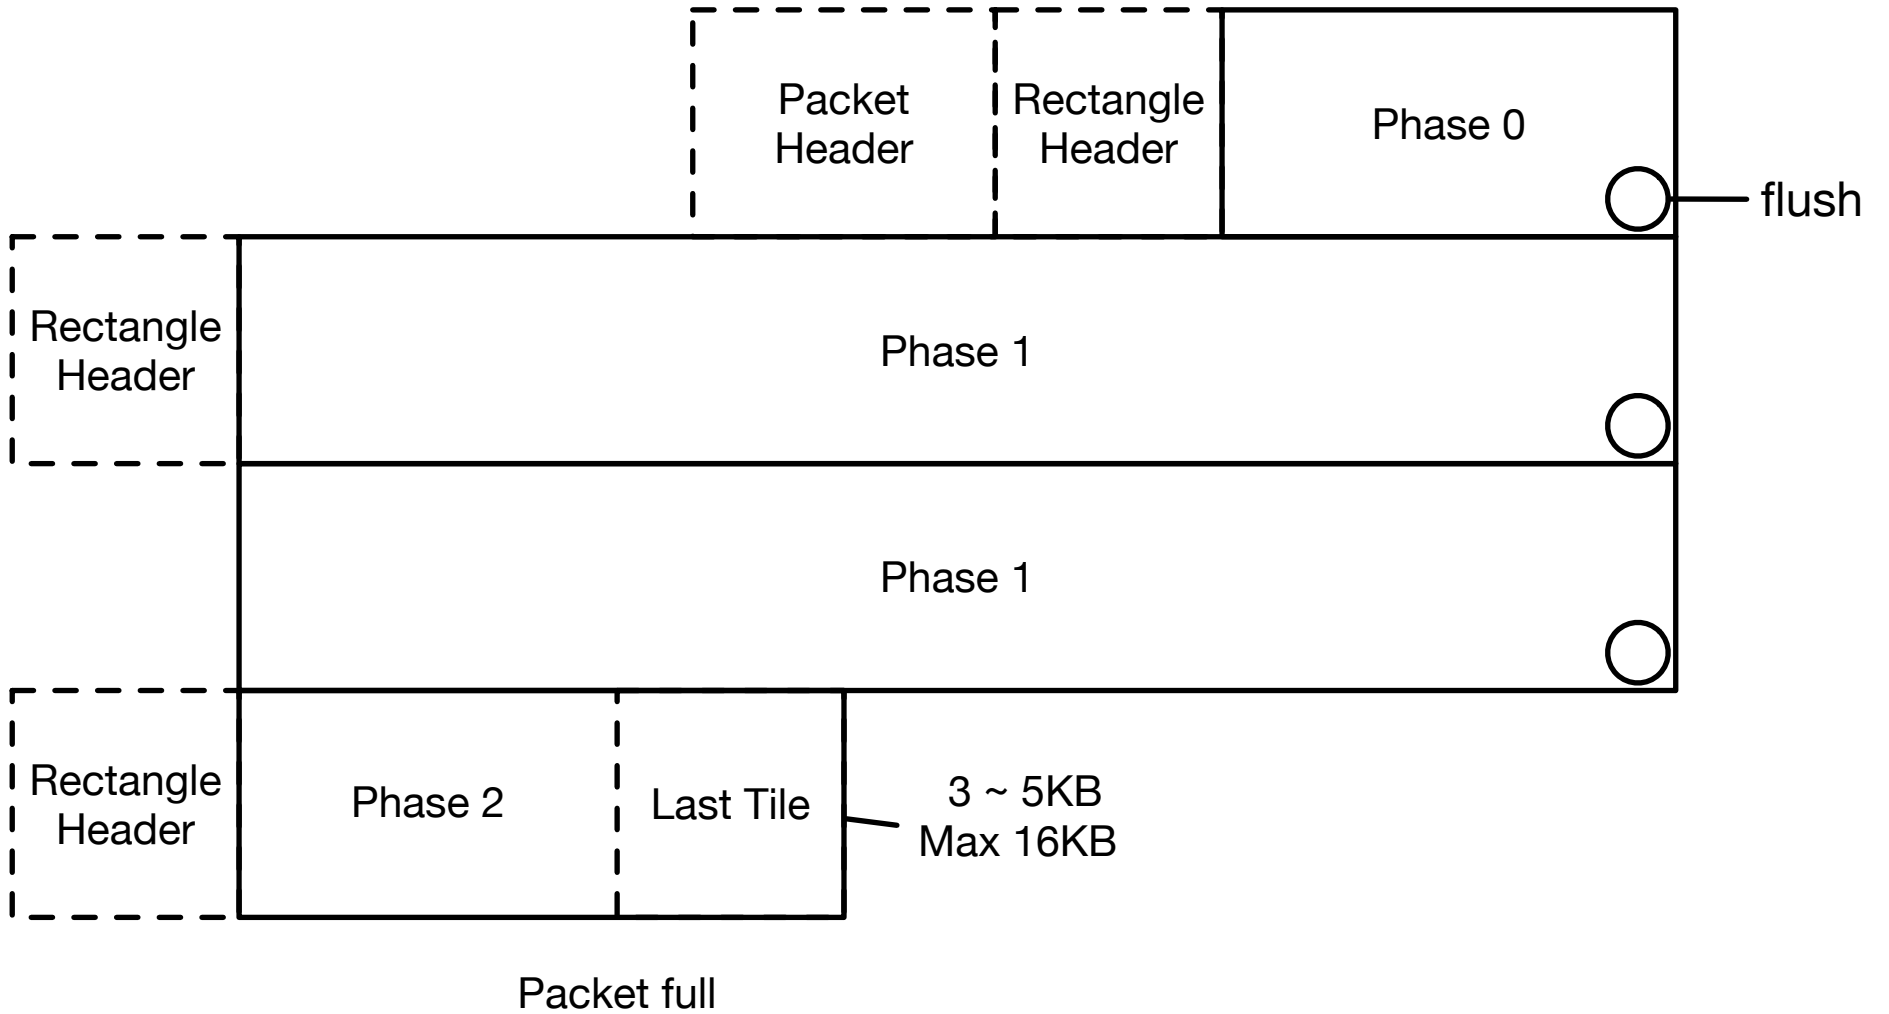 Packet
Header
Rectangle
Header
Phase 0
flush
Rectangle
Header
Phase 1
Phase 1
Rectangle
Header
Phase 2
Last Tile
3 ~ 5KB
Max 16KB
Packet full